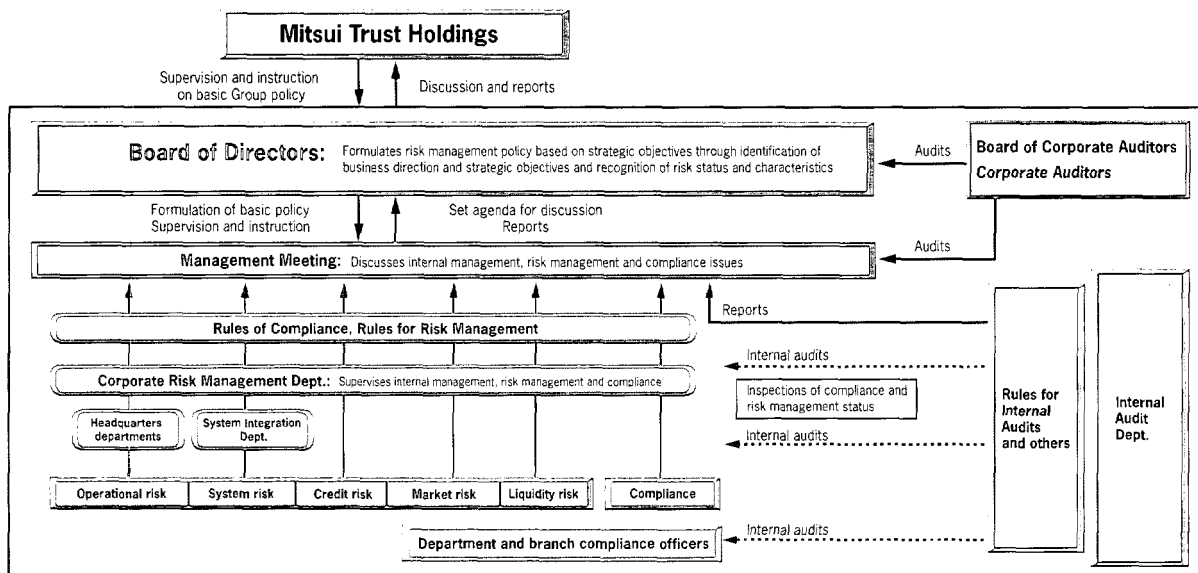 Mitsui Trust Holdings
Supervision and instruction
on basic Group policy
Discussion and reports
Board of Directors: Formulates risk management policy based on strategic objectives through identification of
business direction and strategic objectives and recognition of risk status and characteristics
Audits
Board of Corporate Auditors
Corporate Auditors
Formulation of basic policy
Supervision and instruction
Set agenda for discussion
Reports
Management Meeting: Discusses internal management, risk management and compliance issues
Audits
Reports
Rules of Compliance, Rules for Risk Management
Internal audits
Corporate Risk Management Dept.: Supervises internal management, risk management and compliance
Inspections of compliance and
risk management status
Headquarters
departments
System Integration
Dept.
Internal audits
Rules for
Internal
Audits
and others
Internal
Audit
Dept.
Operational risk
System risk
Credit risk
Market risk
Liquidity risk
Compliance
Department and branch compliance officers
Internal audits